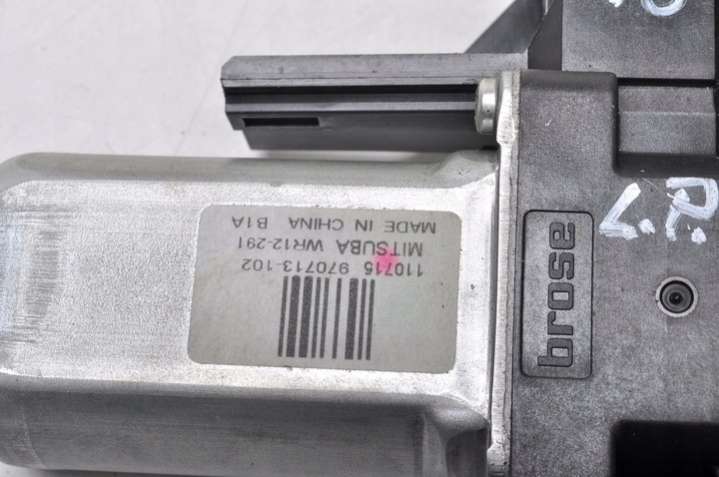 110715 970713-102
MITSUBA WR12-291
MADE IN CHINA B1A
brose
L.R.